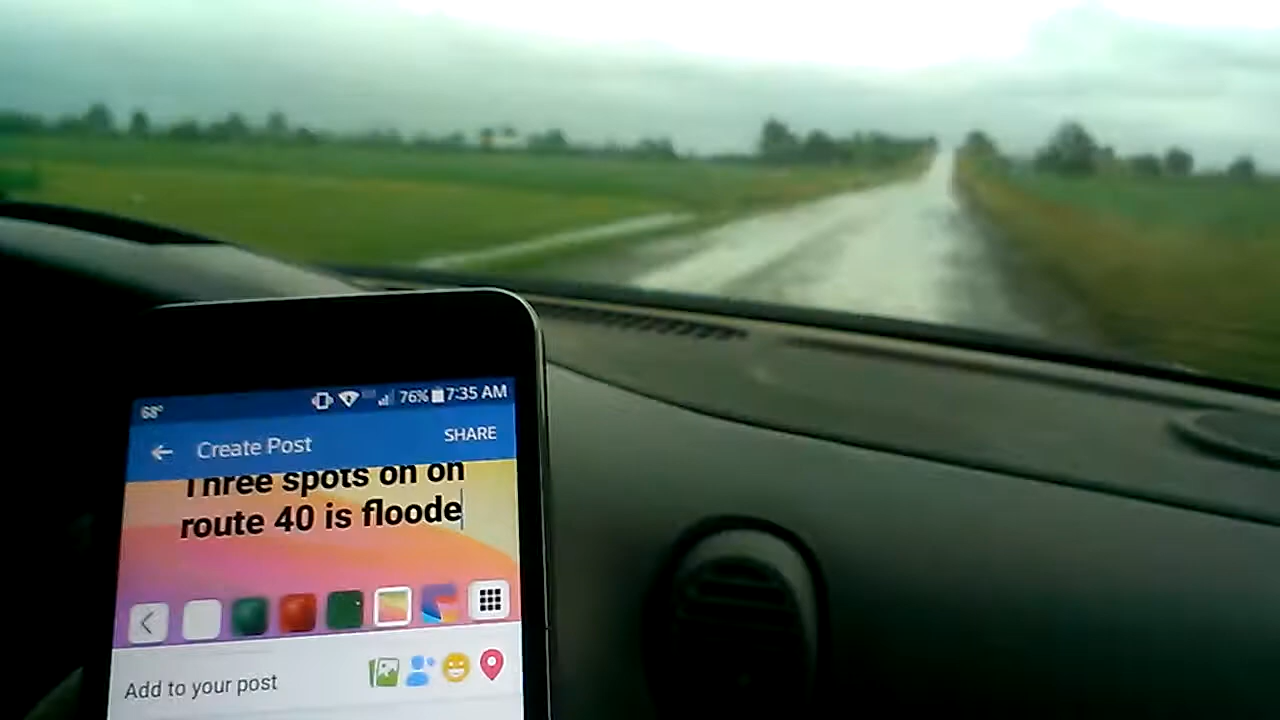 68° 76% 7:35 AM
Create Post SHARE
Three spots on on
route 40 is floode
Add to your post